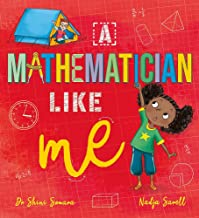 A
MATHEMATICIAN
LIKE
me
Dr Shini Somara
Nadja Sarell